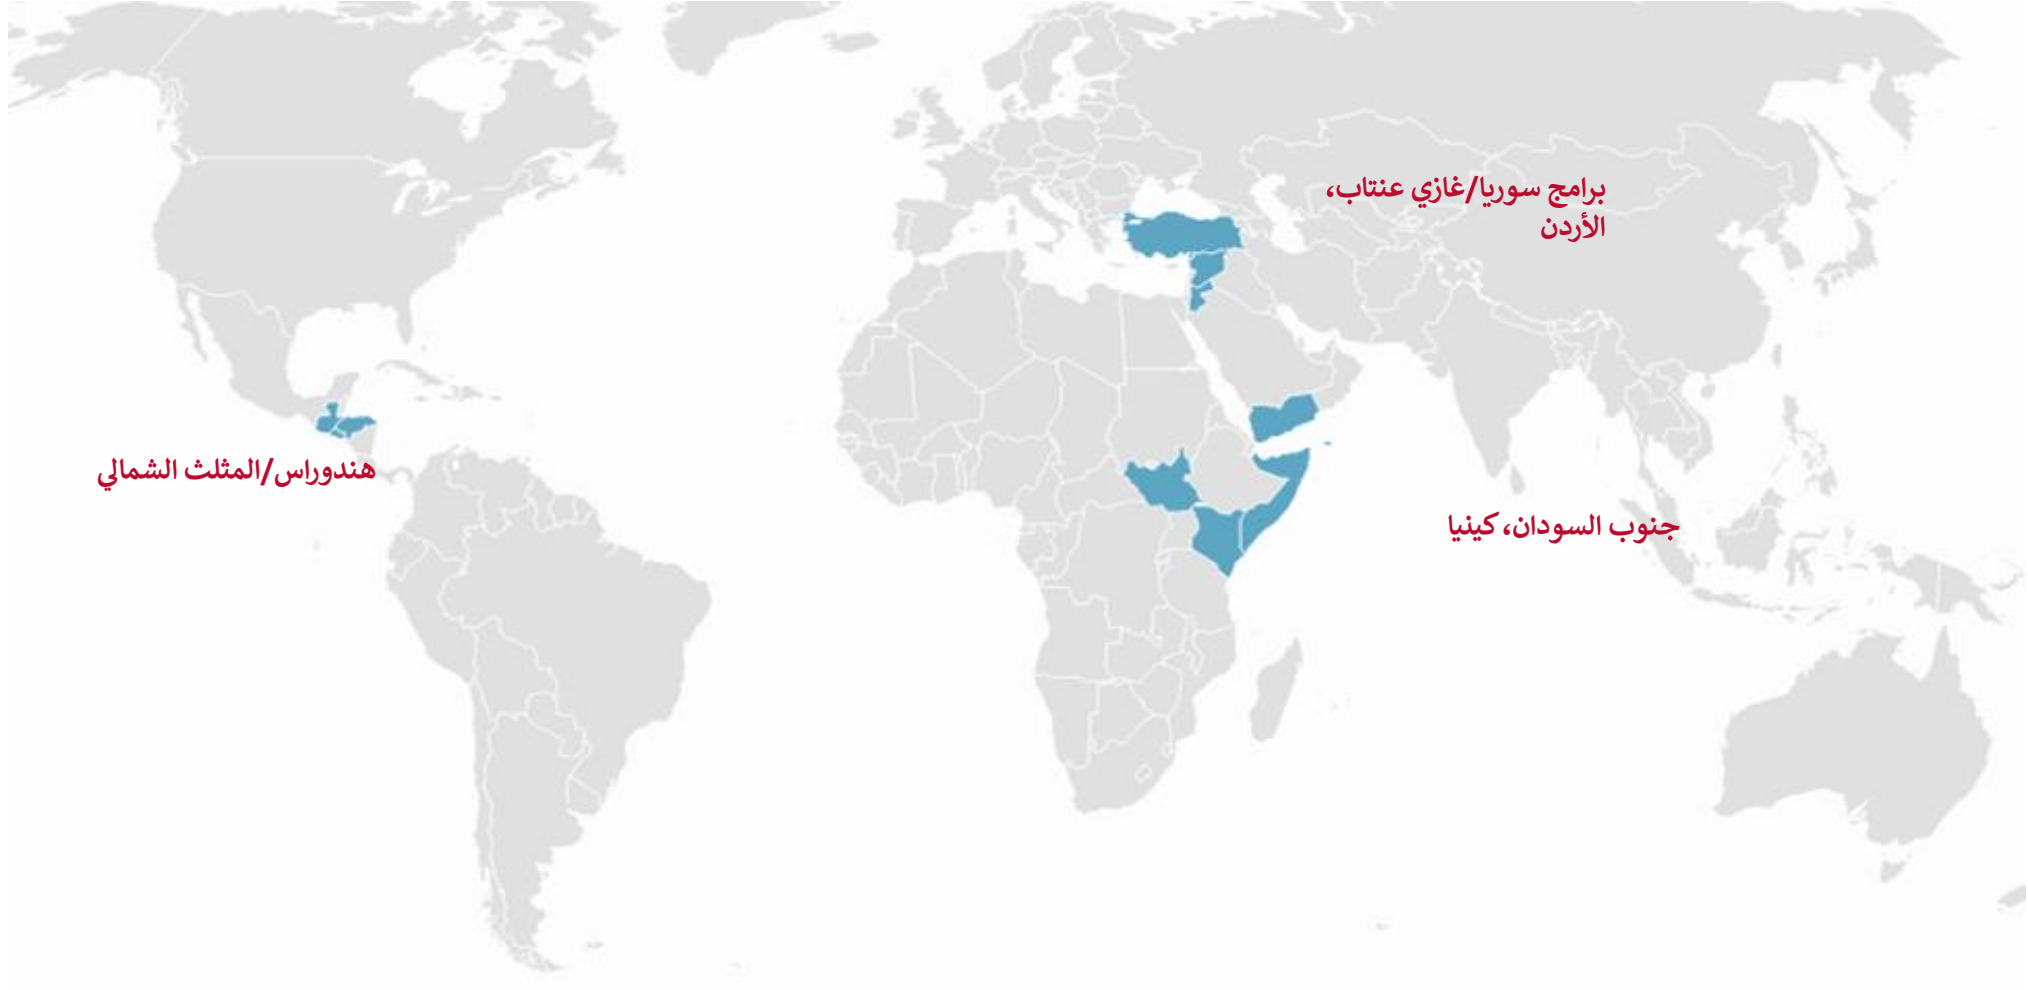 برامج سوريا/غازي عنتاب،
الأردن
هندوراس/المثلث الشمالي
جنوب السودان، كينيا